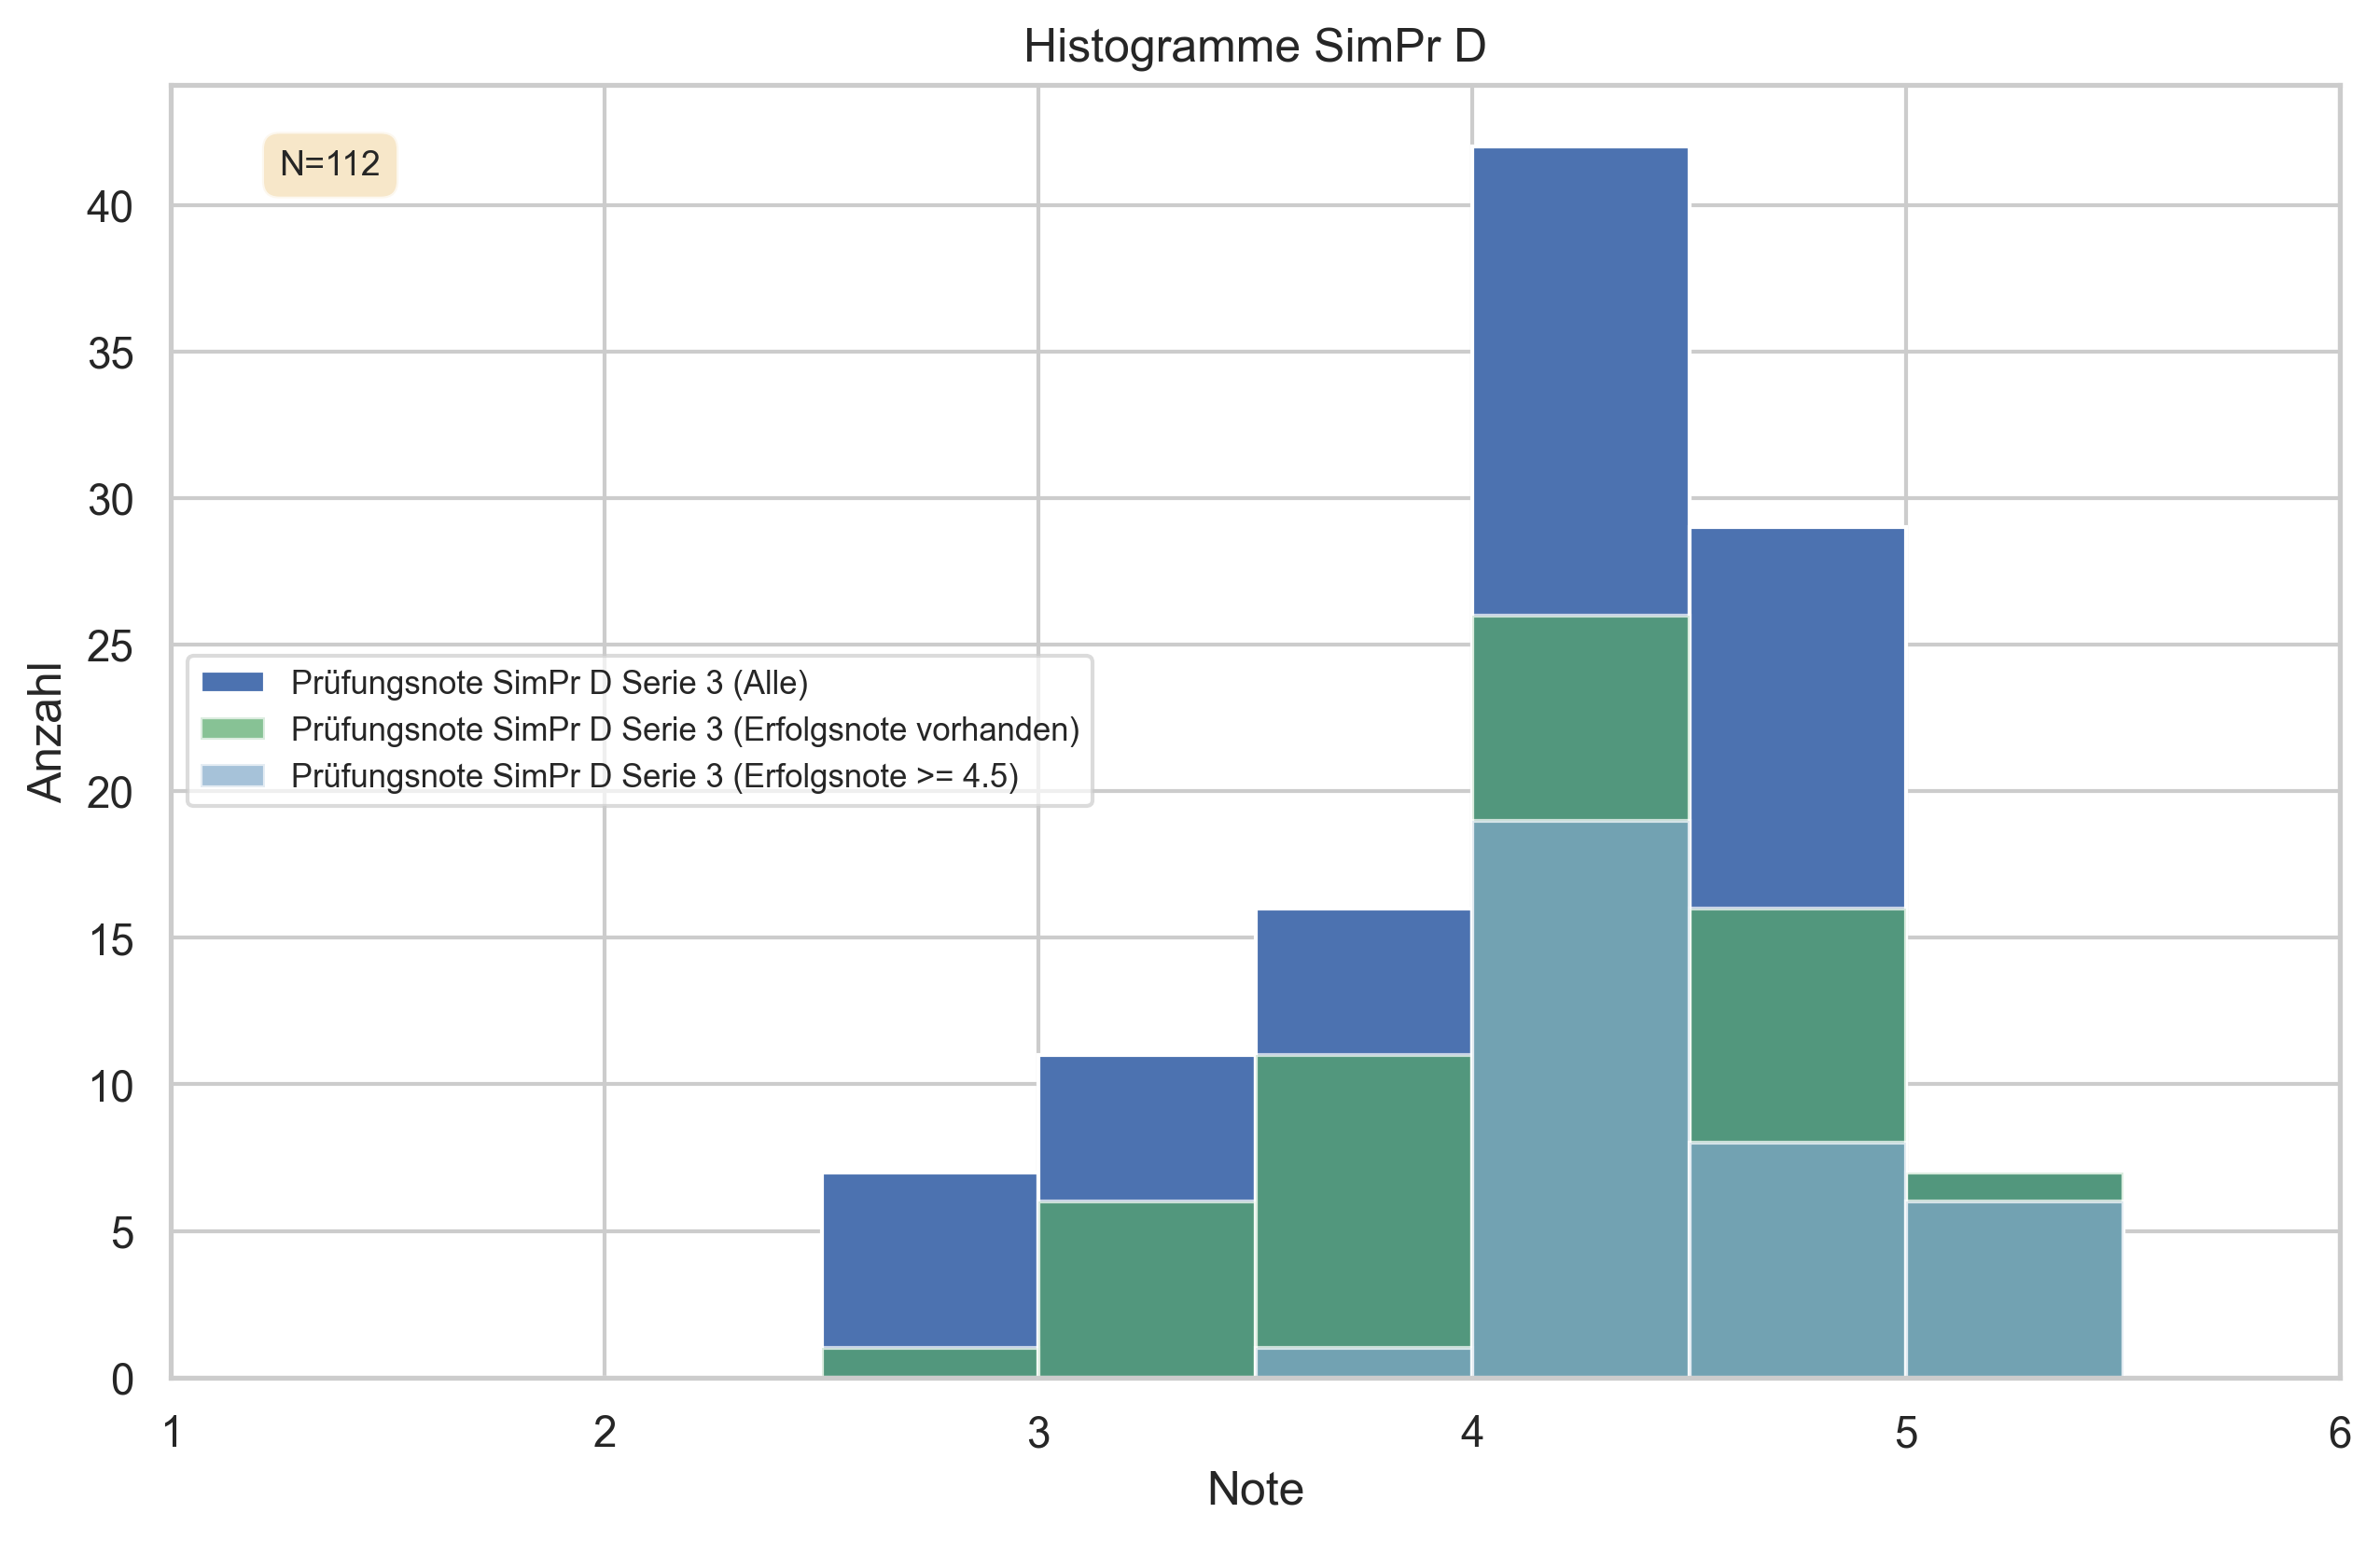 Histogramme SimPr D
N=112
40
35
30
25
20
15
10
5
0
Anzahl
Prüfungsnote SimPr D Serie 3 (Alle)
Prüfungsnote SimPr D Serie 3 (Erfolgsnote vorhanden)
Prüfungsnote SimPr D Serie 3 (Erfolgsnote >= 4.5)
1 2 3 4 5 6
Note